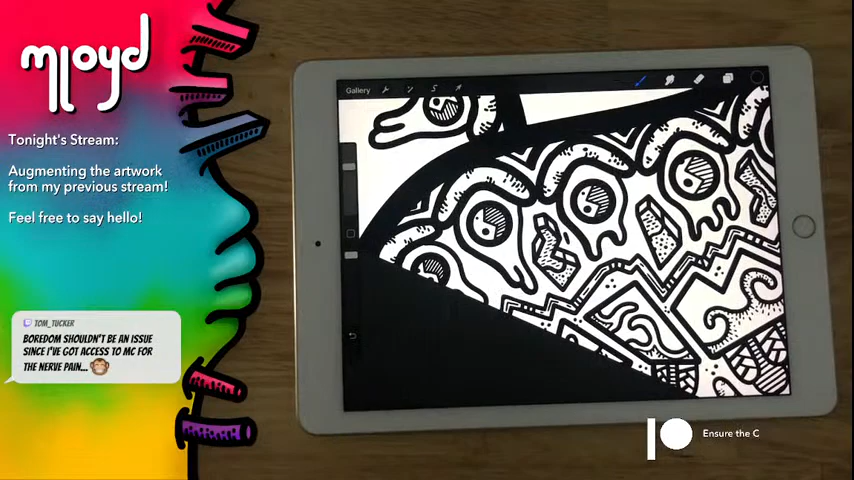 mloyd
Tonight's Stream:
Augmenting the artwork
from my previous stream!
Feel free to say hello!
TOM_TUCKER
BOREDOM SHOULDN'T BE AN ISSUE
SINCE I'VE GOT ACCESS TO MC FOR
THE NERVE PAIN...
Gallery
Ensure the C